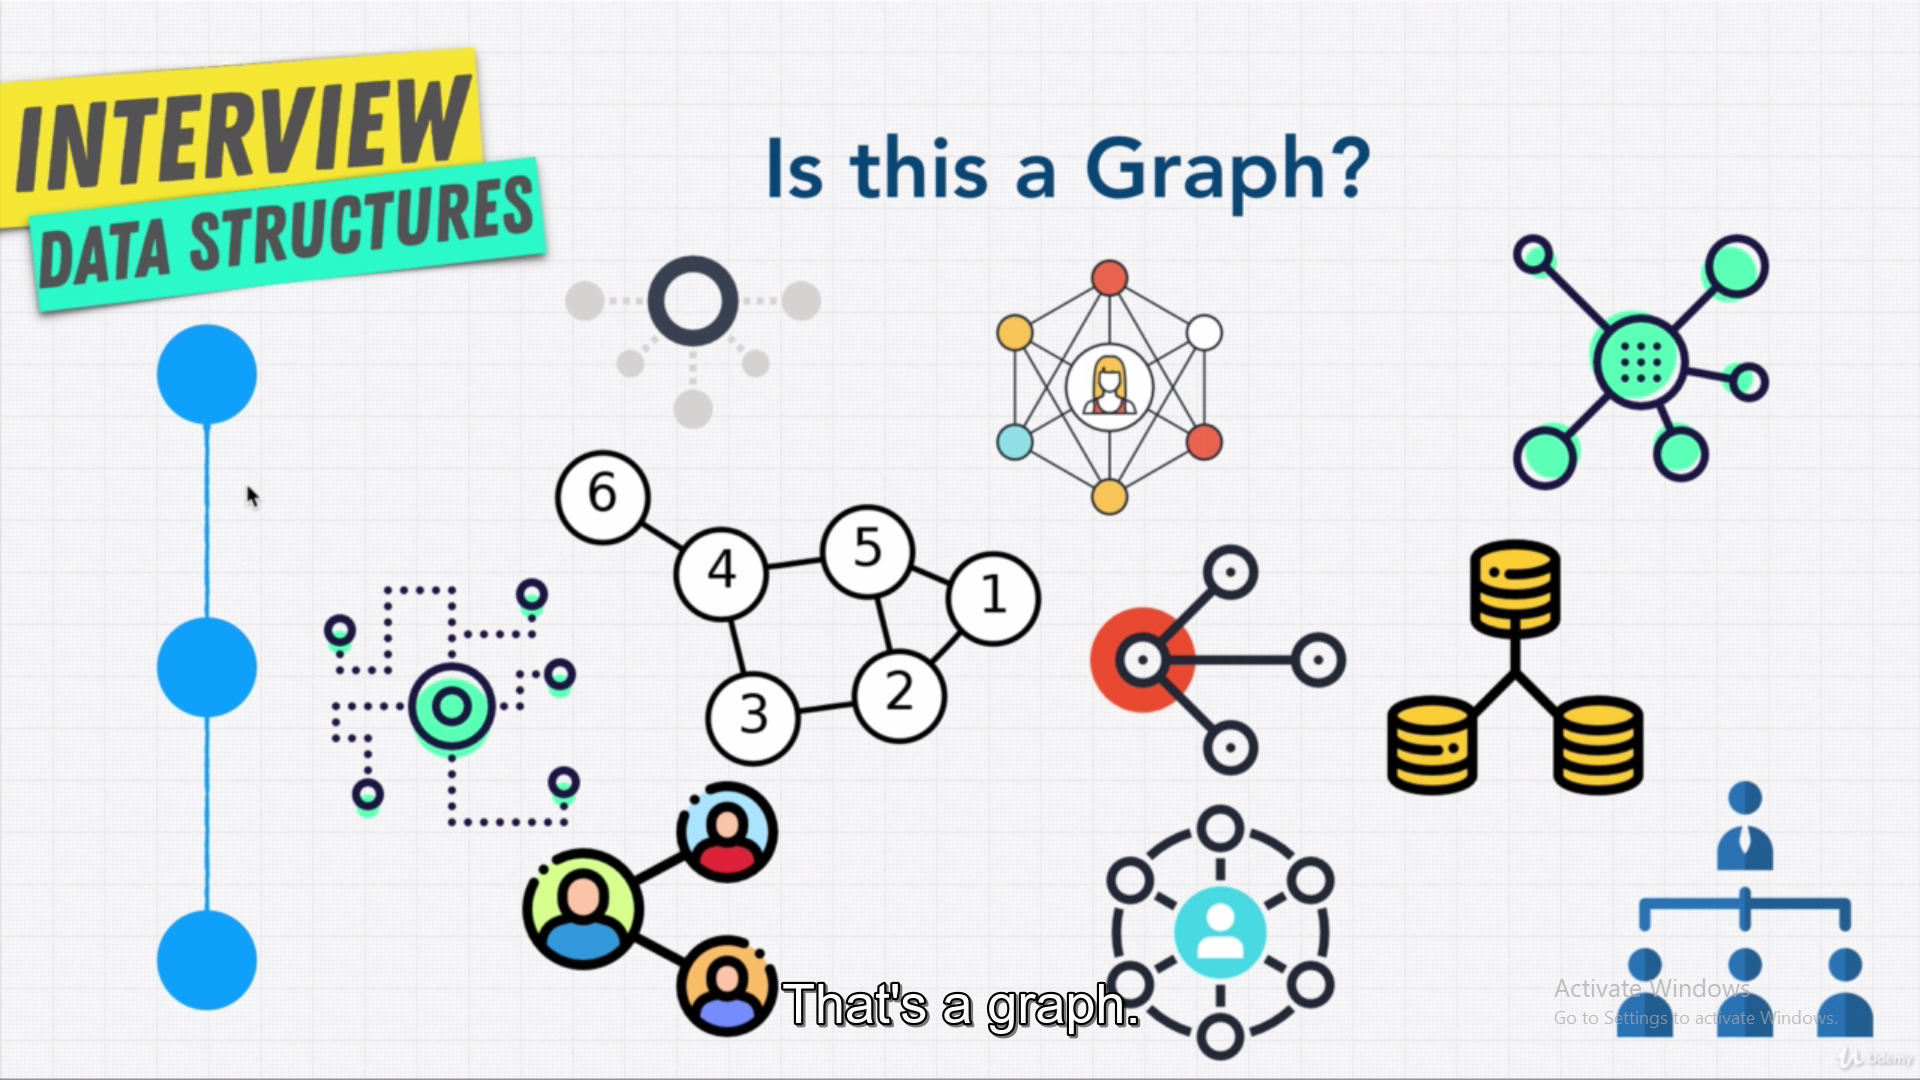 INTERVIEW
DATA STRUCTURES
Is this a Graph?
6
5
4
1
2
3
That's a graph.
Activate Windows
Go to Settings to activate Windows.
Udemy